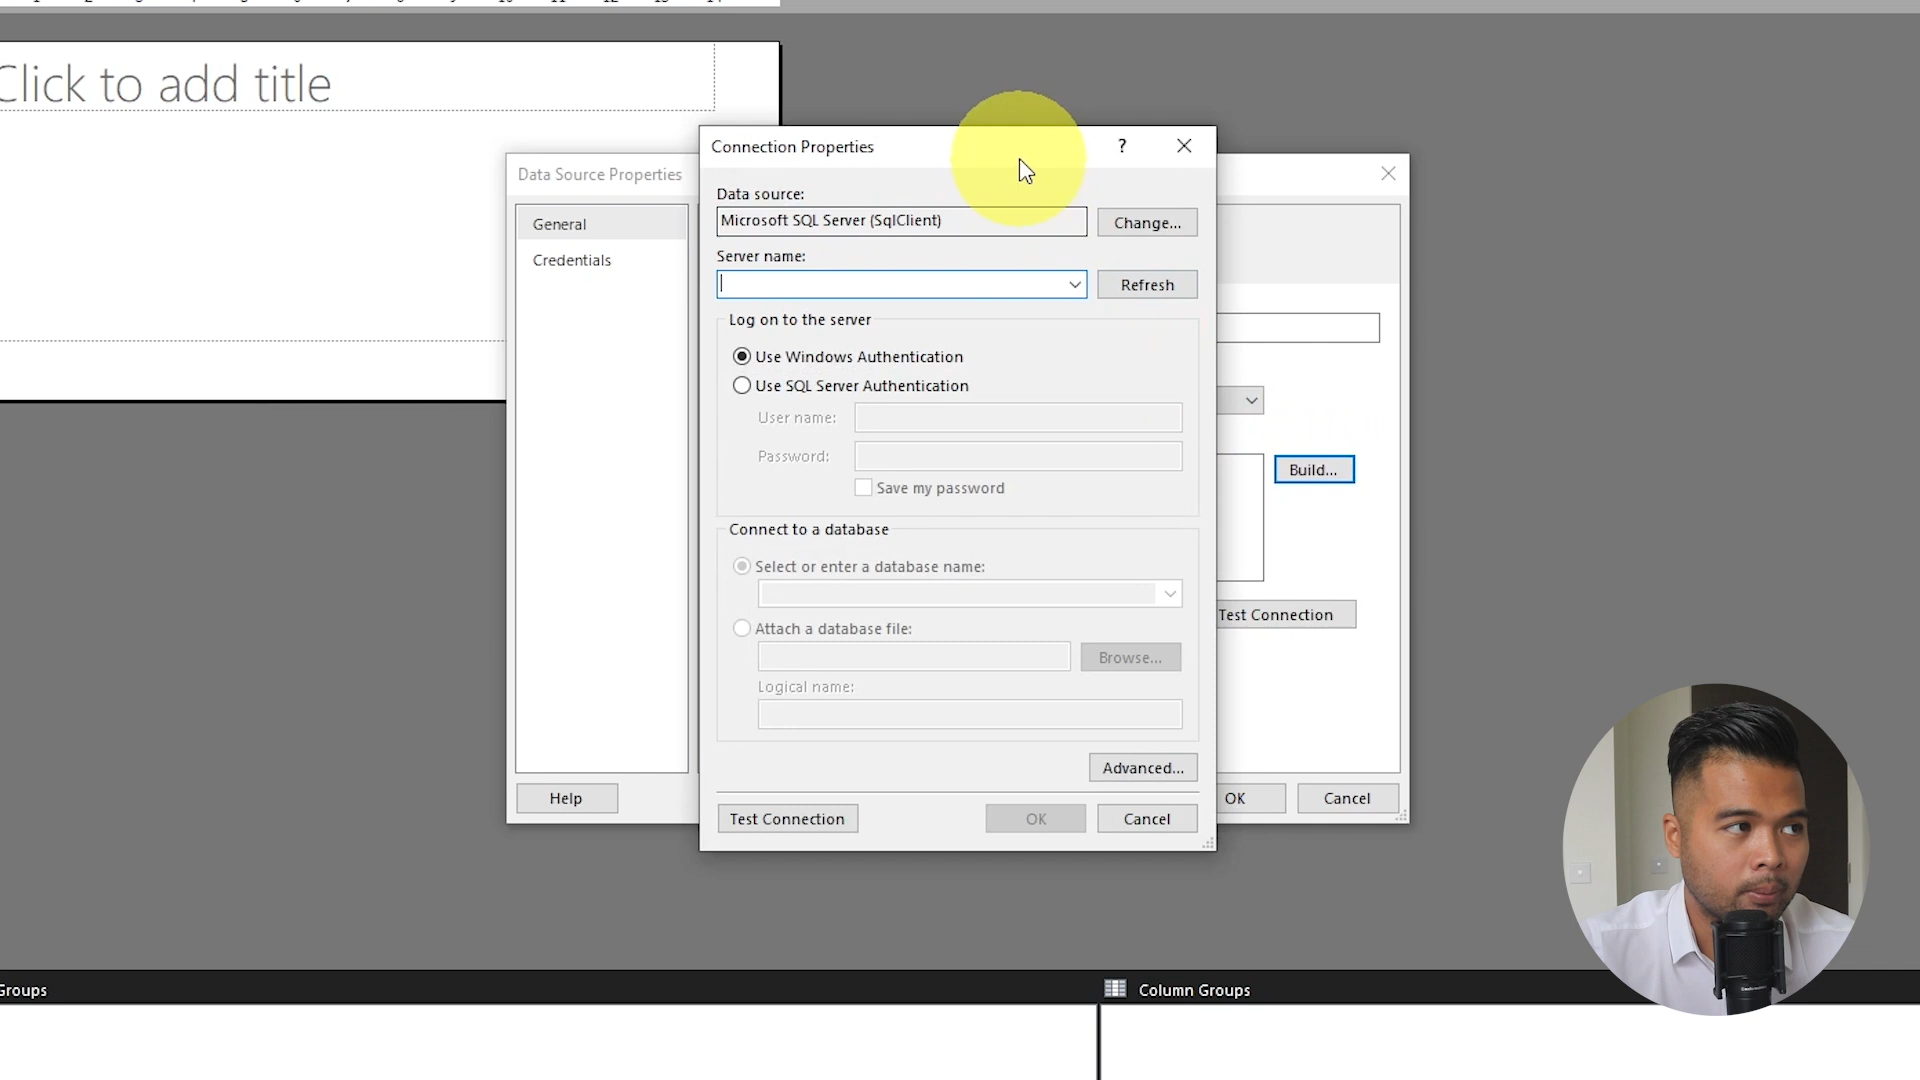 Click to add title
Connection Properties
?
Data Source Properties
Data source:
Microsoft SQL Server (SqlClient)
Change...
General
Server name:
Credentials
Refresh
Log on to the server
Use Windows Authentication
Use SQL Server Authentication
User name:
Password:
Build...
Save my password
Connect to a database
Select or enter a database name:
Test Connection
Attach a database file:
Browse...
Logical name:
Advanced...
Help
OK
Cancel
Test Connection
OK
Cancel
Groups
Column Groups